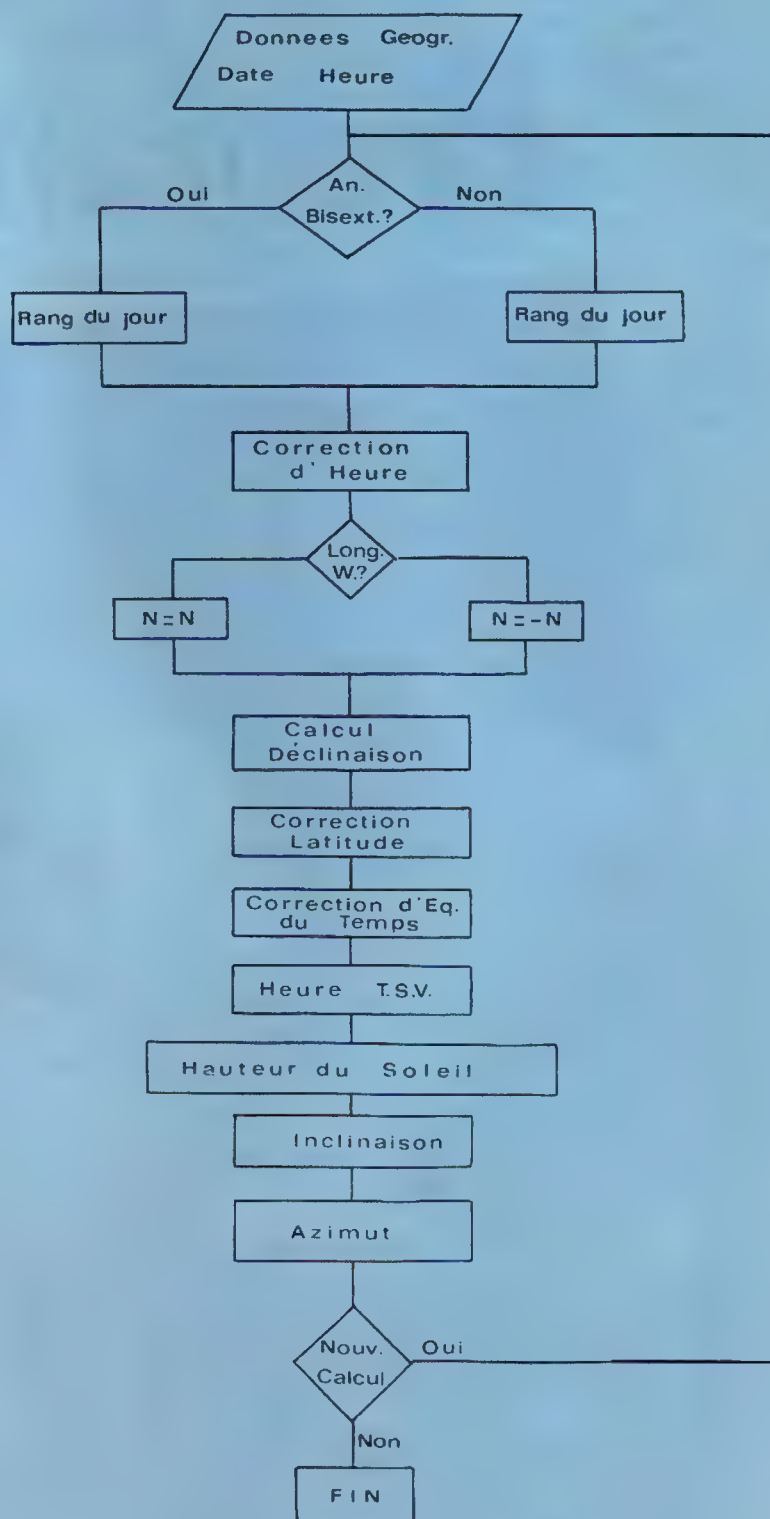 Donnees Geogr.
Date Heure
An.
Bisext.?
Oui
Non
Rang du jour
Rang du jour
Correction
d' Heure
Long.
W.?
N=N
N=-N
Calcul
Déclinaison
Correction
Latitude
Correction d'Eq.
du Temps
Heure T.S.V.
Hauteur du Soleil
Inclinaison
Azimut
Nouv.
Calcul
Oui
Non
FIN